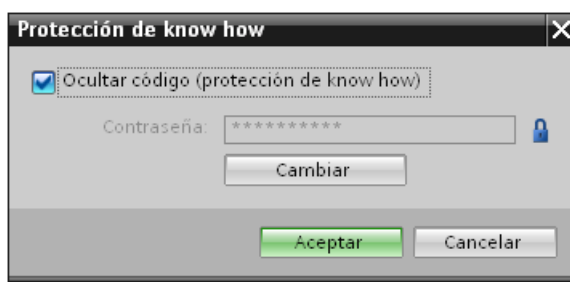 Protección de know how
Ocultar código (protección de know how)
Contraseña: **********
Cambiar
Aceptar Cancelar